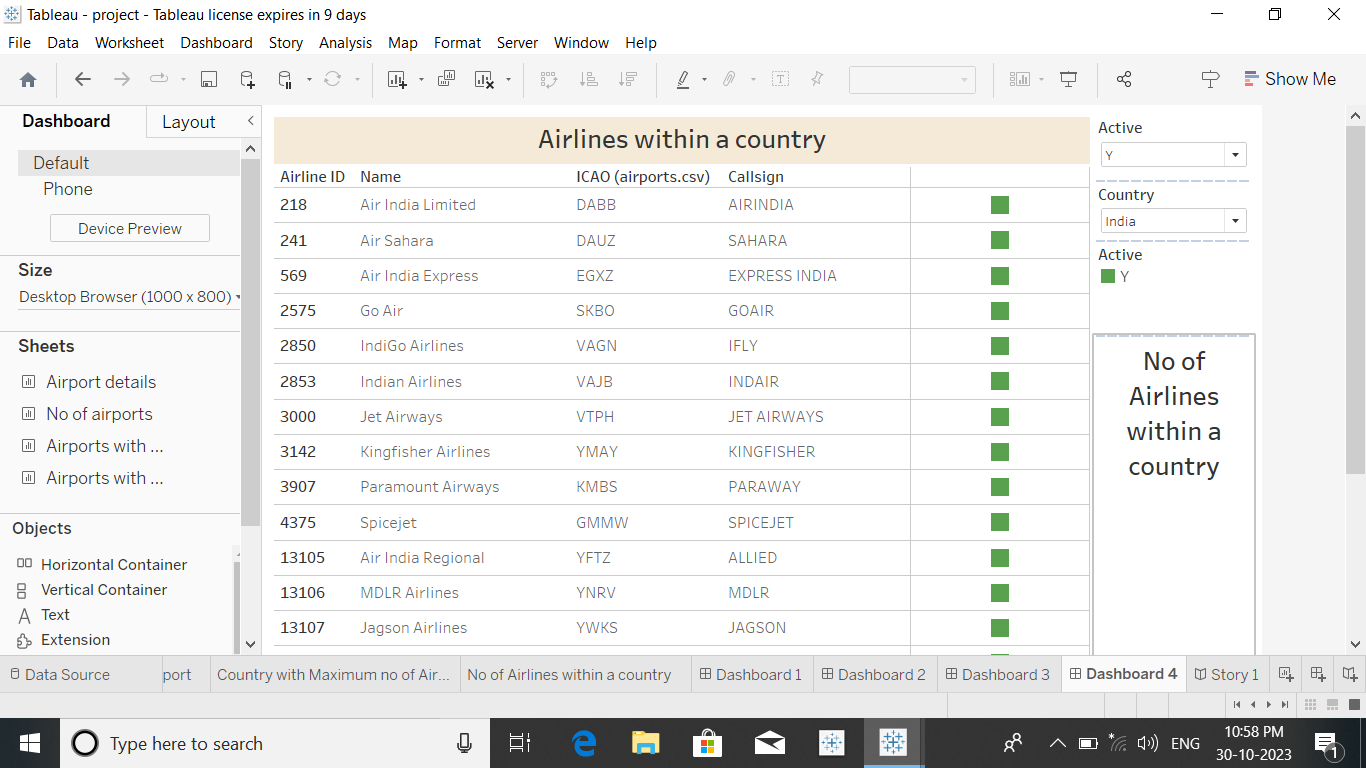 Tableau - project - Tableau license expires in 9 days
File Data Worksheet Dashboard Story Analysis Map Format Server Window Help
Show Me
Dashboard Layout
Default
Phone
Device Preview
Size
Desktop Browser (1000 x 800)
Sheets
Airport details
No of airports
Airports with ...
Airports with ...
Objects
Horizontal Container
Vertical Container
Text
Extension
Airlines within a country
Airline ID Name ICAO (airports.csv) Callsign
218 Air India Limited DABB AIRINDIA
241 Air Sahara DAUZ SAHARA
569 Air India Express EGXZ EXPRESS INDIA
2575 Go Air SKBO GOAIR
2850 IndiGo Airlines VAGN IFLY
2853 Indian Airlines VAJB INDAIR
3000 Jet Airways VTPH JET AIRWAYS
3142 Kingfisher Airlines YMAY KINGFISHER
3907 Paramount Airways KMBS PARAWAY
4375 Spicejet GMMW SPICEJET
13105 Air India Regional YFTZ ALLIED
13106 MDLR Airlines YNRV MDLR
13107 Jagson Airlines YWKS JAGSON
Active
Y
Country
India
Active
Y
No of
Airlines
within a
country
Data Source port Country with Maximum no of Air... No of Airlines within a country Dashboard 1 Dashboard 2 Dashboard 3 Dashboard 4 Story 1
Type here to search
ENG
10:58 PM
30-10-2023
1